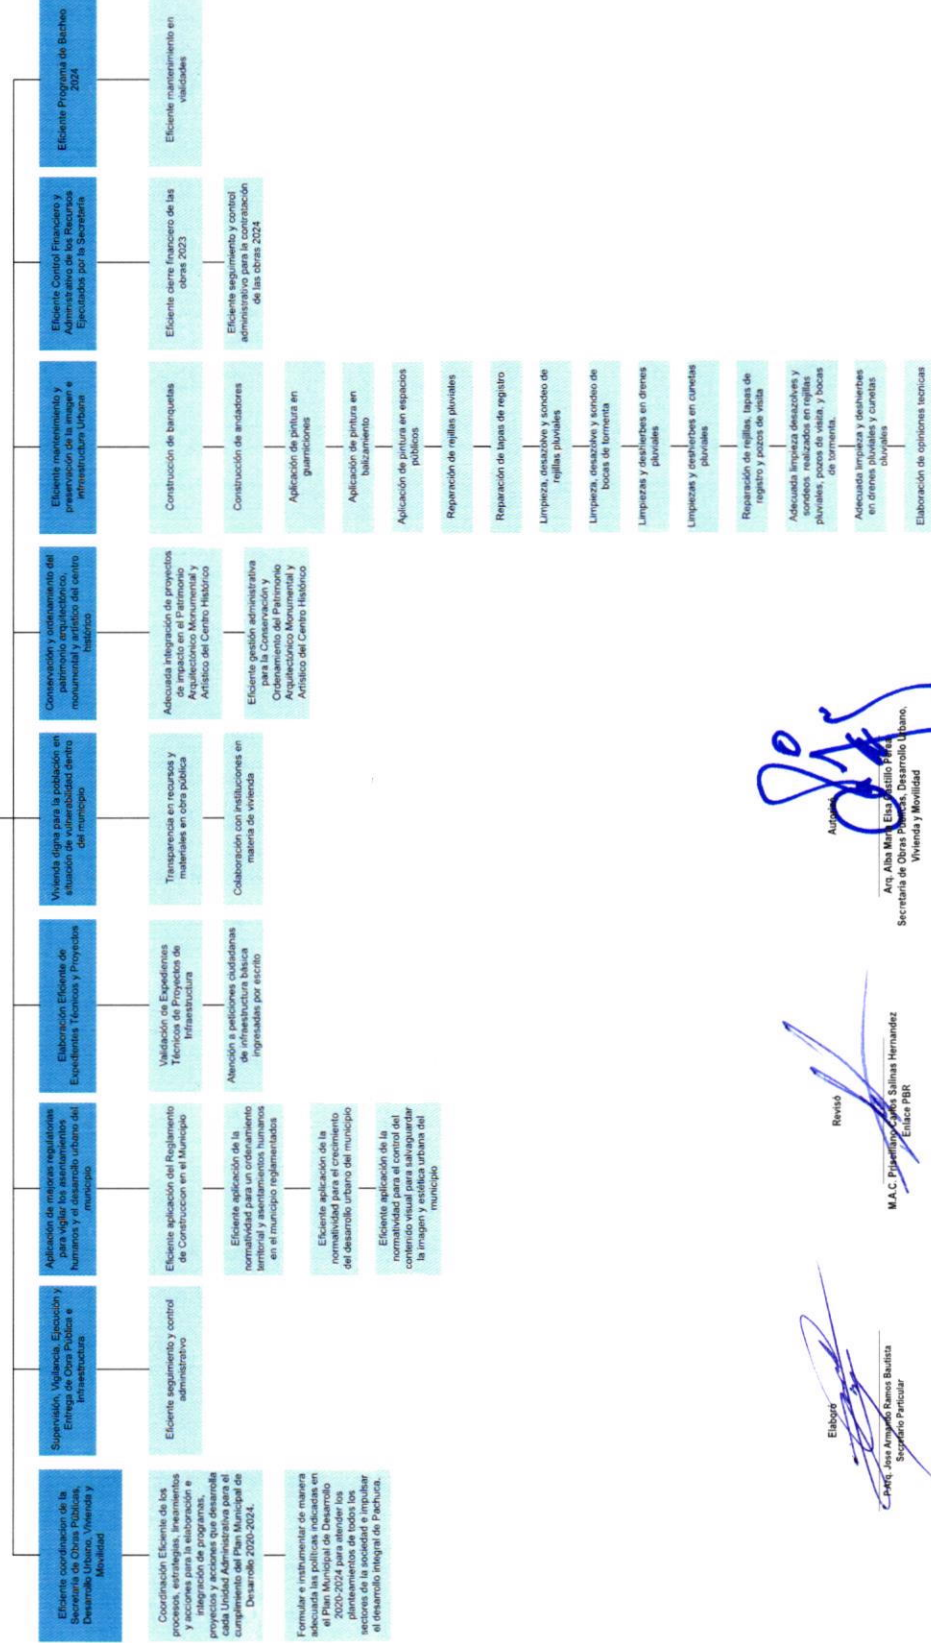 Eficiente coordinacion de la
Secretaría de Obras Públicas,
Desarrollo Urbano, Vivienda y
Movilidad
Coordinación Eficiente de los
procesos, estrategias, lineamientos
y acciones para la elaboración e
integración de programas,
proyectos y acciones que desarrolla
cada Unidad Administrativa para el
cumplimiento del Plan Municipal de
Desarrollo 2020-2024.
Formular e instrumentar de manera
adecuada las políticas indicadas en
el Plan Municipal de Desarrollo
2020-2024 para atender los
planteamientos de todos los
sectores de la sociedad e impulsar
el desarrollo integral de Pachuca.
Supervisión, Vigilancia, Ejecución y
Entrega de Obra Pública e
Infraestructura
Eficiente seguimiento y control
administrativo
Aplicación de mejoras regulatorias
para vigilar los asentamientos
humanos y el desarrollo urbano del
municipio
Eficiente aplicación del Reglamento
de Construccion en el Municipio
Eficiente aplicación de la
normatividad para un ordenamiento
territorial y asentamientos humanos
en el municipio reglamentados
Eficiente aplicación de la
normatividad para el crecimiento
del desarrollo urbano del municipio
Eficiente aplicación de la
normatividad para el control del
contenido visual para salvaguardar
la imagen y estética urbana del
municipio
Elaboración Eficiente de
Expedientes Técnicos y Proyectos
Validación de Expedientes
Técnicos de Proyectos de
Infraestructura
Atención a peticiones ciudadanas
de infraestructura básica
ingresadas por escrito
Vivienda digna para la población en
situación de vulnerabilidad dentro
del municipio
Transparencia en recursos y
materiales en obra pública
Colaboración con instituciones en
materia de vivienda
Conservación y ordenamiento del
patrimonio arquitectónico,
monumental y artístico del centro
histórico
Adecuada integración de proyectos
de impacto en el Patrimonio
Arquitectónico Monumental y
Artístico del Centro Histórico
Eficiente gestión administrativa
para la Conservación y
Ordenamiento del Patrimonio
Arquitectónico Monumental y
Artístico del Centro Histórico
Eficiente mantenimiento y
preservación de la imagen e
infraestructura Urbana
Construcción de banquetas
Construcción de andadores
Aplicación de pintura en
guarniciones
Aplicación de pintura en
balizamiento
Aplicación de pintura en espacios
públicos
Reparación de rejillas pluviales
Reparación de tapas de registro
Limpieza, desazolve y sondeo de
rejillas pluviales
Limpieza, desazolve y sondeo de
bocas de tormenta
Limpiezas y deshierbes en drenes
pluviales
Limpiezas y deshierbes en cunetas
pluviales
Reparación de rejillas, tapas de
registro y pozos de visita
Adecuada limpieza desazolves y
sondeos realizados en rejillas
pluviales, pozos de visita, y bocas
de tormenta.
Adecuada limpieza y deshierbes
en drenes pluviales y cunetas
pluviales
Elaboración de opiniones tecnicas
Eficiente Control Financiero y
Administrativo de los Recursos
Ejecutados por la Secretaría
Eficiente cierre financiero de las
obras 2023
Eficiente seguimiento y control
administrativo para la contratación
de las obras 2024
Eficiente Programa de Bacheo
2024
Eficiente mantenimiento en
vialidades
Elaboró
P.Arq. Jose Armando Ramos Bautista
Secretario Particular
Revisó
M.A.C. Prisciliano Carlos Salinas Hernandez
Enlace PBR
Autorizó
Arq. Alba María Elsa Castillo Perea
Secretaria de Obras Públicas, Desarrollo Urbano,
Vivienda y Movilidad